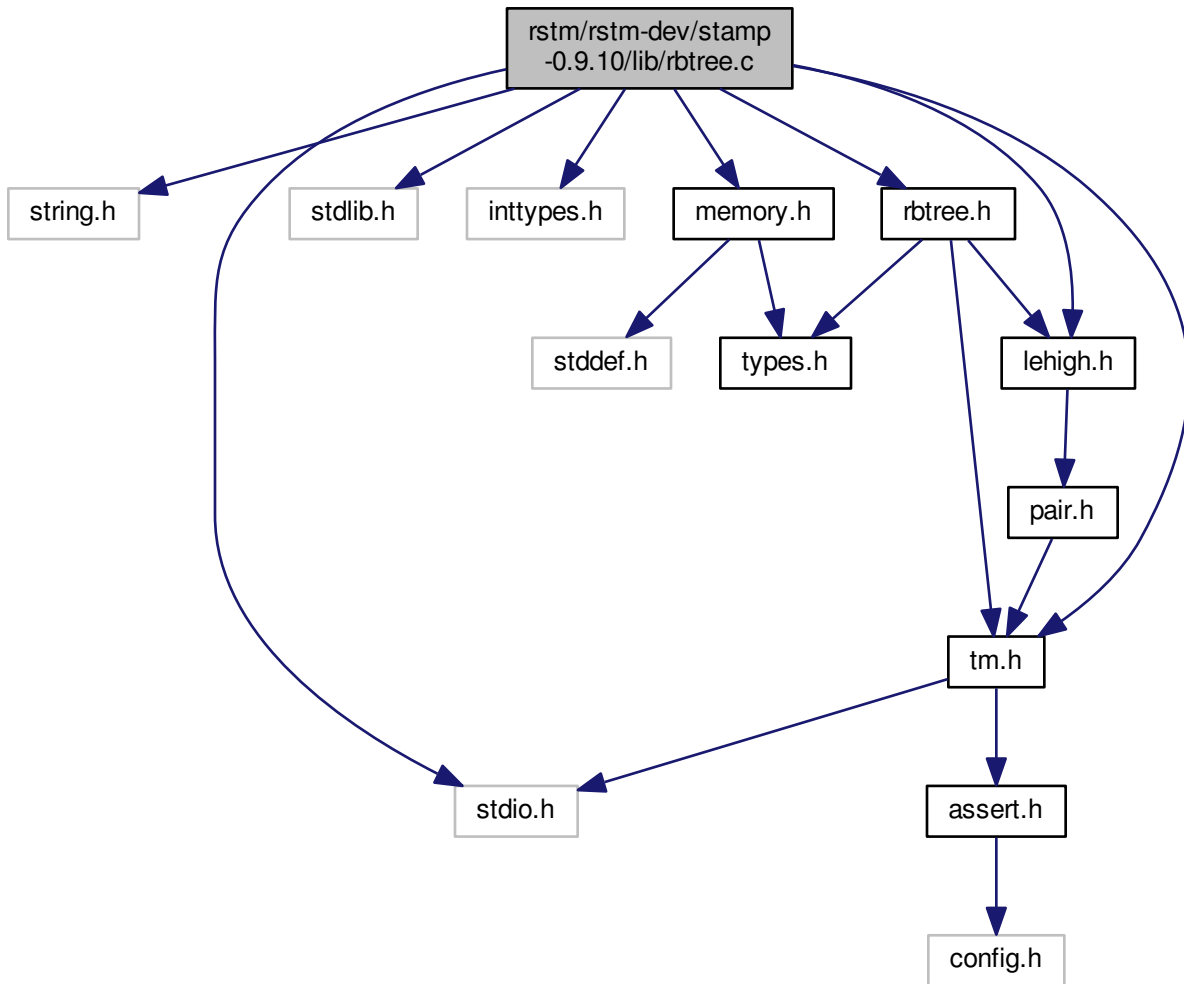 rstm/rstm-dev/stamp
-0.9.10/lib/rbtree.c
string.h
stdlib.h
inttypes.h
memory.h
rbtree.h
stddef.h
types.h
lehigh.h
pair.h
tm.h
stdio.h
assert.h
config.h